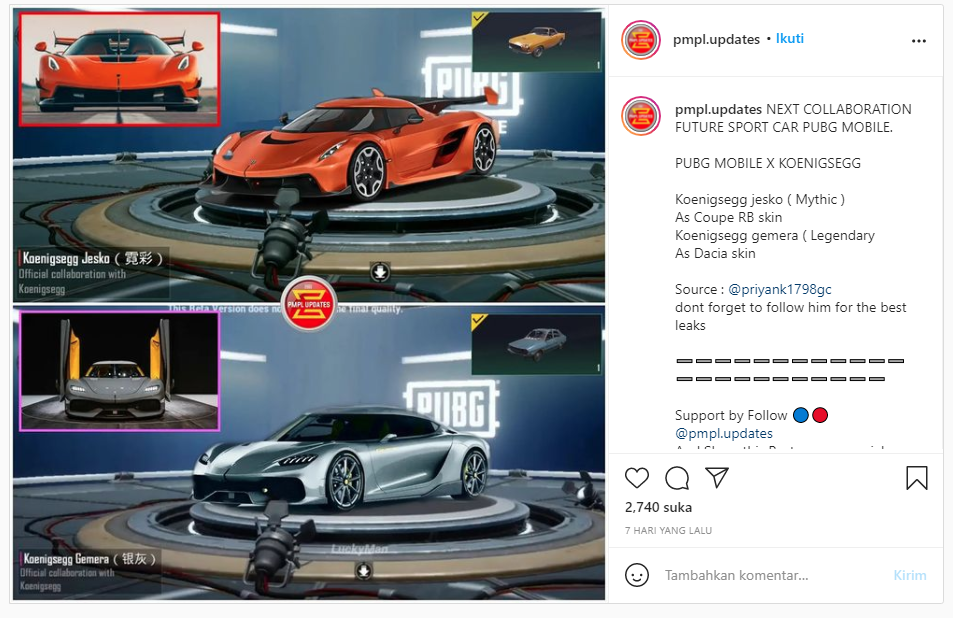 PUBG
MOBILE
1
Koenigsegg Jesko ( 霓彩 )
Official collaboration with
Koenigsegg
PMPL UPDATES
This Beta Version does no
he final quality.
1
PUBG
LuckyMan
Koenigsegg Gemera ( 银灰 )
Official collaboration with
Koenigsegg
pmpl.updates • Ikuti
pmpl.updates NEXT COLLABORATION
FUTURE SPORT CAR PUBG MOBILE.
PUBG MOBILE X KOENIGSEGG
Koenigsegg jesko ( Mythic )
As Coupe RB skin
Koenigsegg gemera ( Legendary
As Dacia skin
Source : @priyank1798gc
dont forget to follow him for the best
leaks
Support by Follow
@pmpl.updates
2,740 suka
7 HARI YANG LALU
Tambahkan komentar...
Kirim